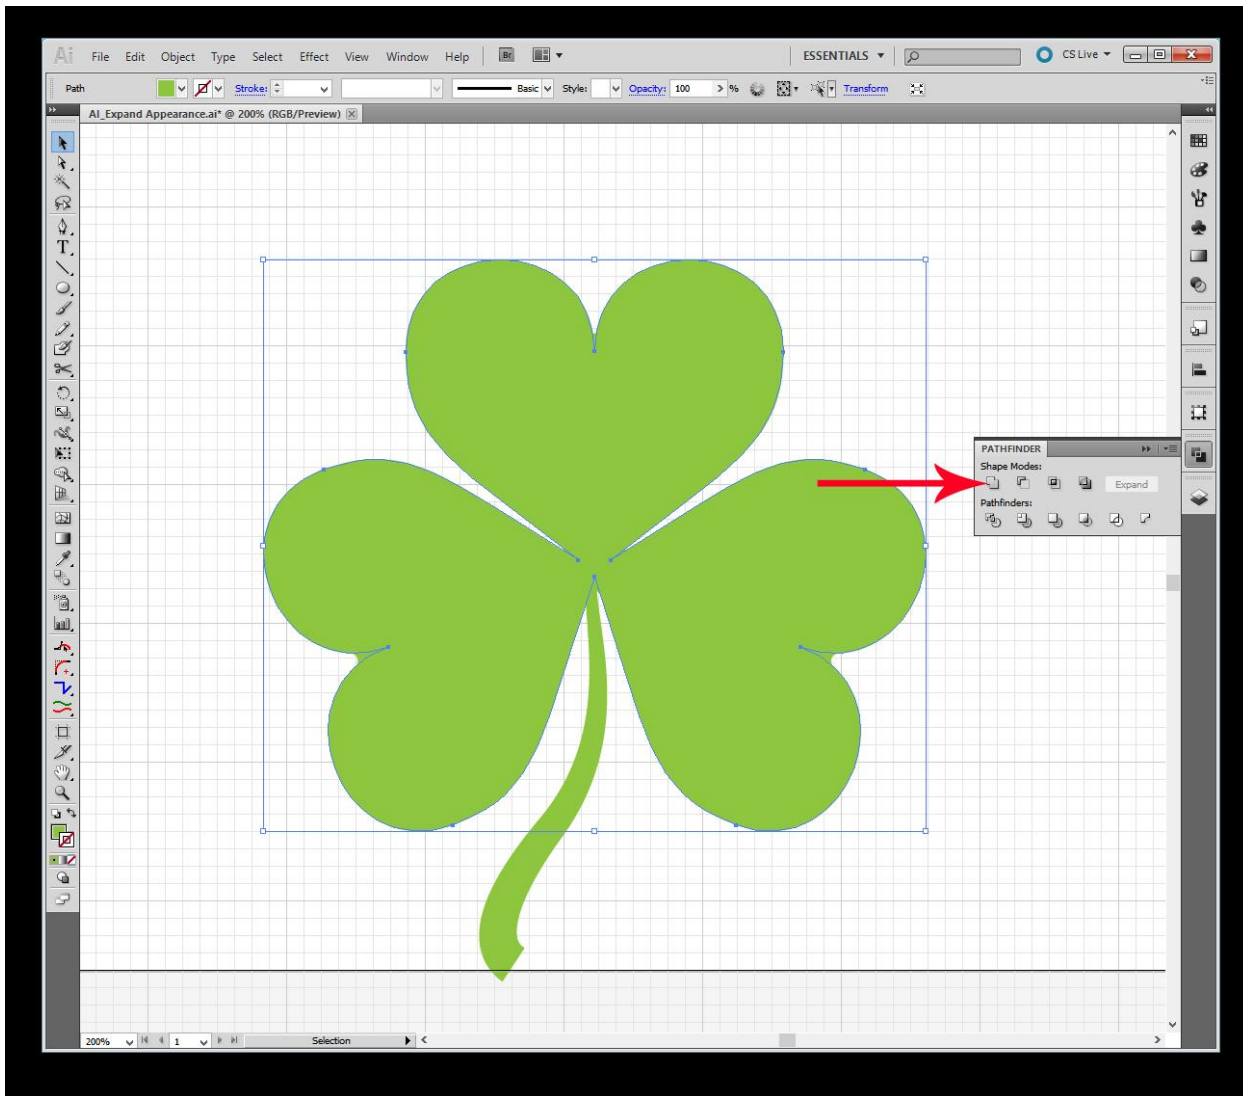 Ai File Edit Object Type Select Effect View Window Help Br ESSENTIALS CS Live
Path Stroke: Basic Style: Opacity: 100 % Transform
AI_Expand Appearance.ai* @ 200% (RGB/Preview)
PATHFINDER
Shape Modes:
Expand
Pathfinders:
200% 1 Selection